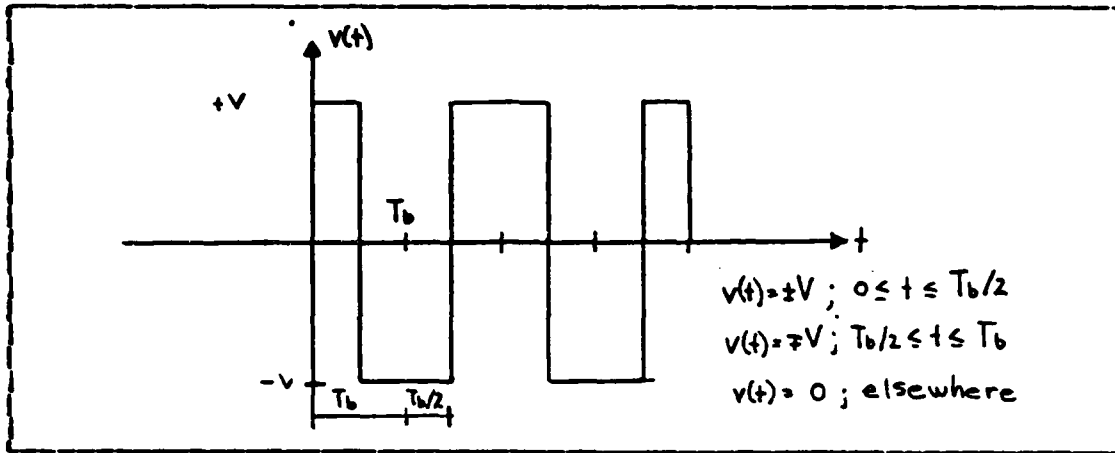 v(t)
+V
T_b
t
v(t)=±V ; 0 ≤ t ≤ T_b/2
v(t)=∓V ; T_b/2 ≤ t ≤ T_b
-V
v(t)= 0 ; elsewhere
T_b T_b/2